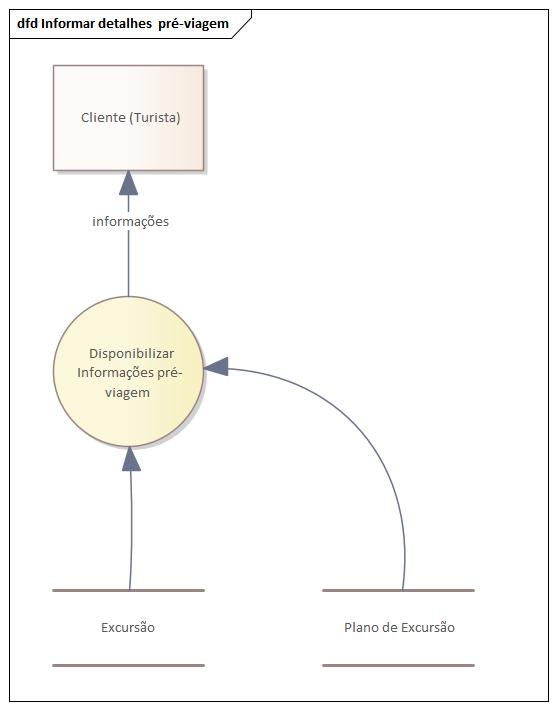 dfd Informar detalhes  pré-viagem
Cliente (Turista)
informações
Disponibilizar
Informações pré-
viagem
Excursão
Plano de Excursão